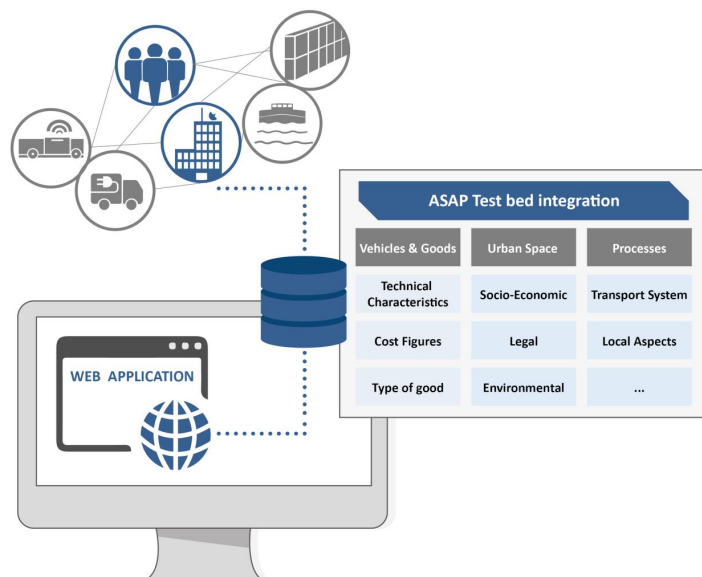 ASAP Test bed integration
Vehicles & Goods
Urban Space
Processes
Technical
Characteristics
Socio-Economic
Transport System
Cost Figures
Legal
Local Aspects
Type of good
Environmental
...
WEB APPLICATION